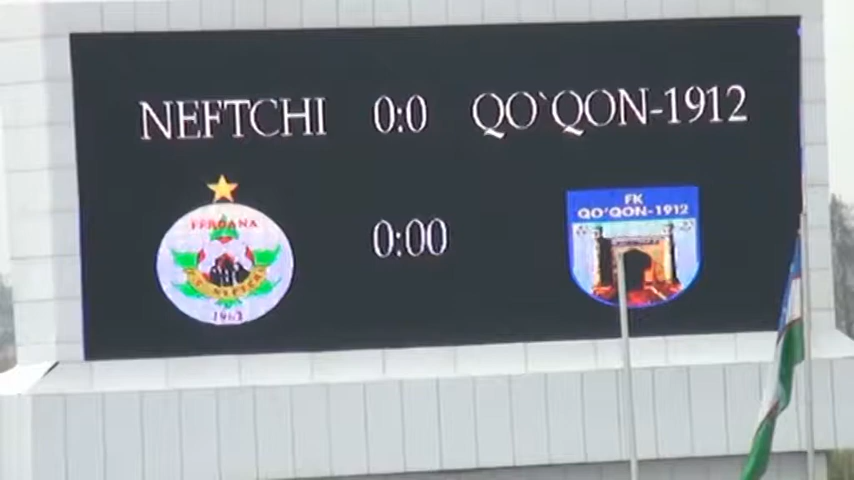 NEFTCHI 0:0 QO`QON-1912
FERGANA
1962
0:00
FK
QO'QON-1912